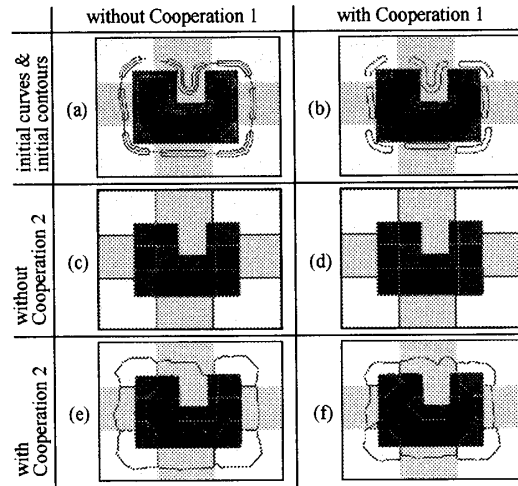 without Cooperation 1
with Cooperation 1
initial curves &
initial contours
(a)
(b)
without
Cooperation 2
(c)
(d)
with
Cooperation 2
(e)
(f)